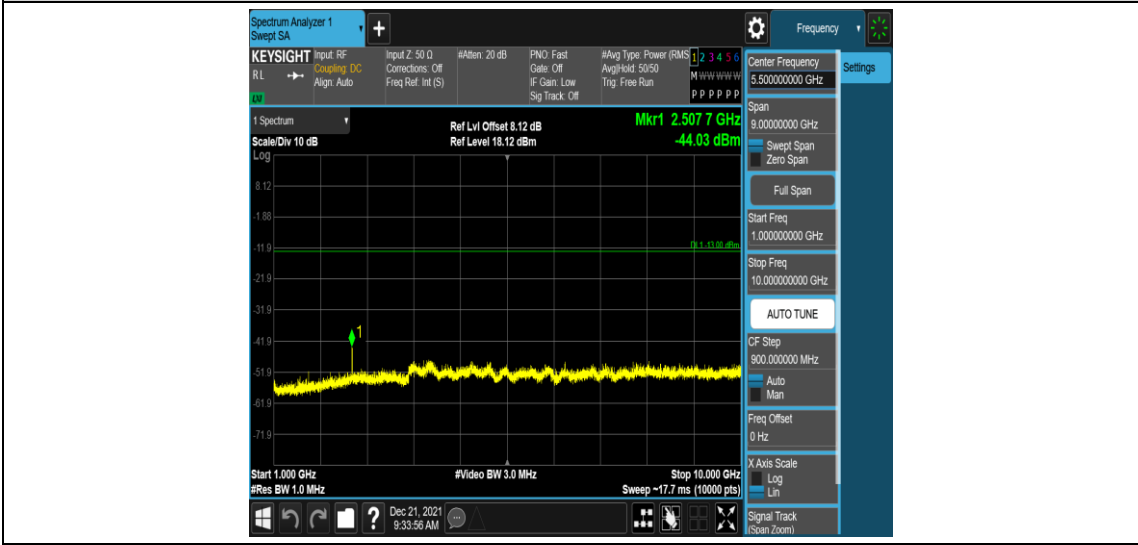 Spectrum Analyzer 1
Swept SA
+
Frequency
KEYSIGHT
RL
LXI
Input: RF
Coupling: DC
Align: Auto
Input Z: 50 Ω
Corrections: Off
Freq Ref: Int (S)
#Atten: 20 dB
PNO: Fast
Gate: Off
IF Gain: Low
Sig Track: Off
#Avg Type: Power (RMS
Avg|Hold: 50/50
Trig: Free Run
1 2 3 4 5 6
M W W W W W
P P P P P P
1 Spectrum
Scale/Div 10 dB
Log
Ref Lvl Offset 8.12 dB
Ref Level 18.12 dBm
Mkr1 2.507 7 GHz
-44.03 dBm
8.12
-1.88
-11.9
DL1 -13.00 dBm
-21.9
-31.9
1
-41.9
-51.9
-61.9
-71.9
Start 1.000 GHz
#Video BW 3.0 MHz
Stop 10.000 GHz
#Res BW 1.0 MHz
Sweep ~17.7 ms (10000 pts)
?
Dec 21, 2021
9:33:56 AM
Settings
Center Frequency
5.500000000 GHz
Span
9.00000000 GHz
Swept Span
Zero Span
Full Span
Start Freq
1.000000000 GHz
Stop Freq
10.000000000 GHz
AUTO TUNE
CF Step
900.000000 MHz
Auto
Man
Freq Offset
0 Hz
X Axis Scale
Log
Lin
Signal Track
(Span Zoom)